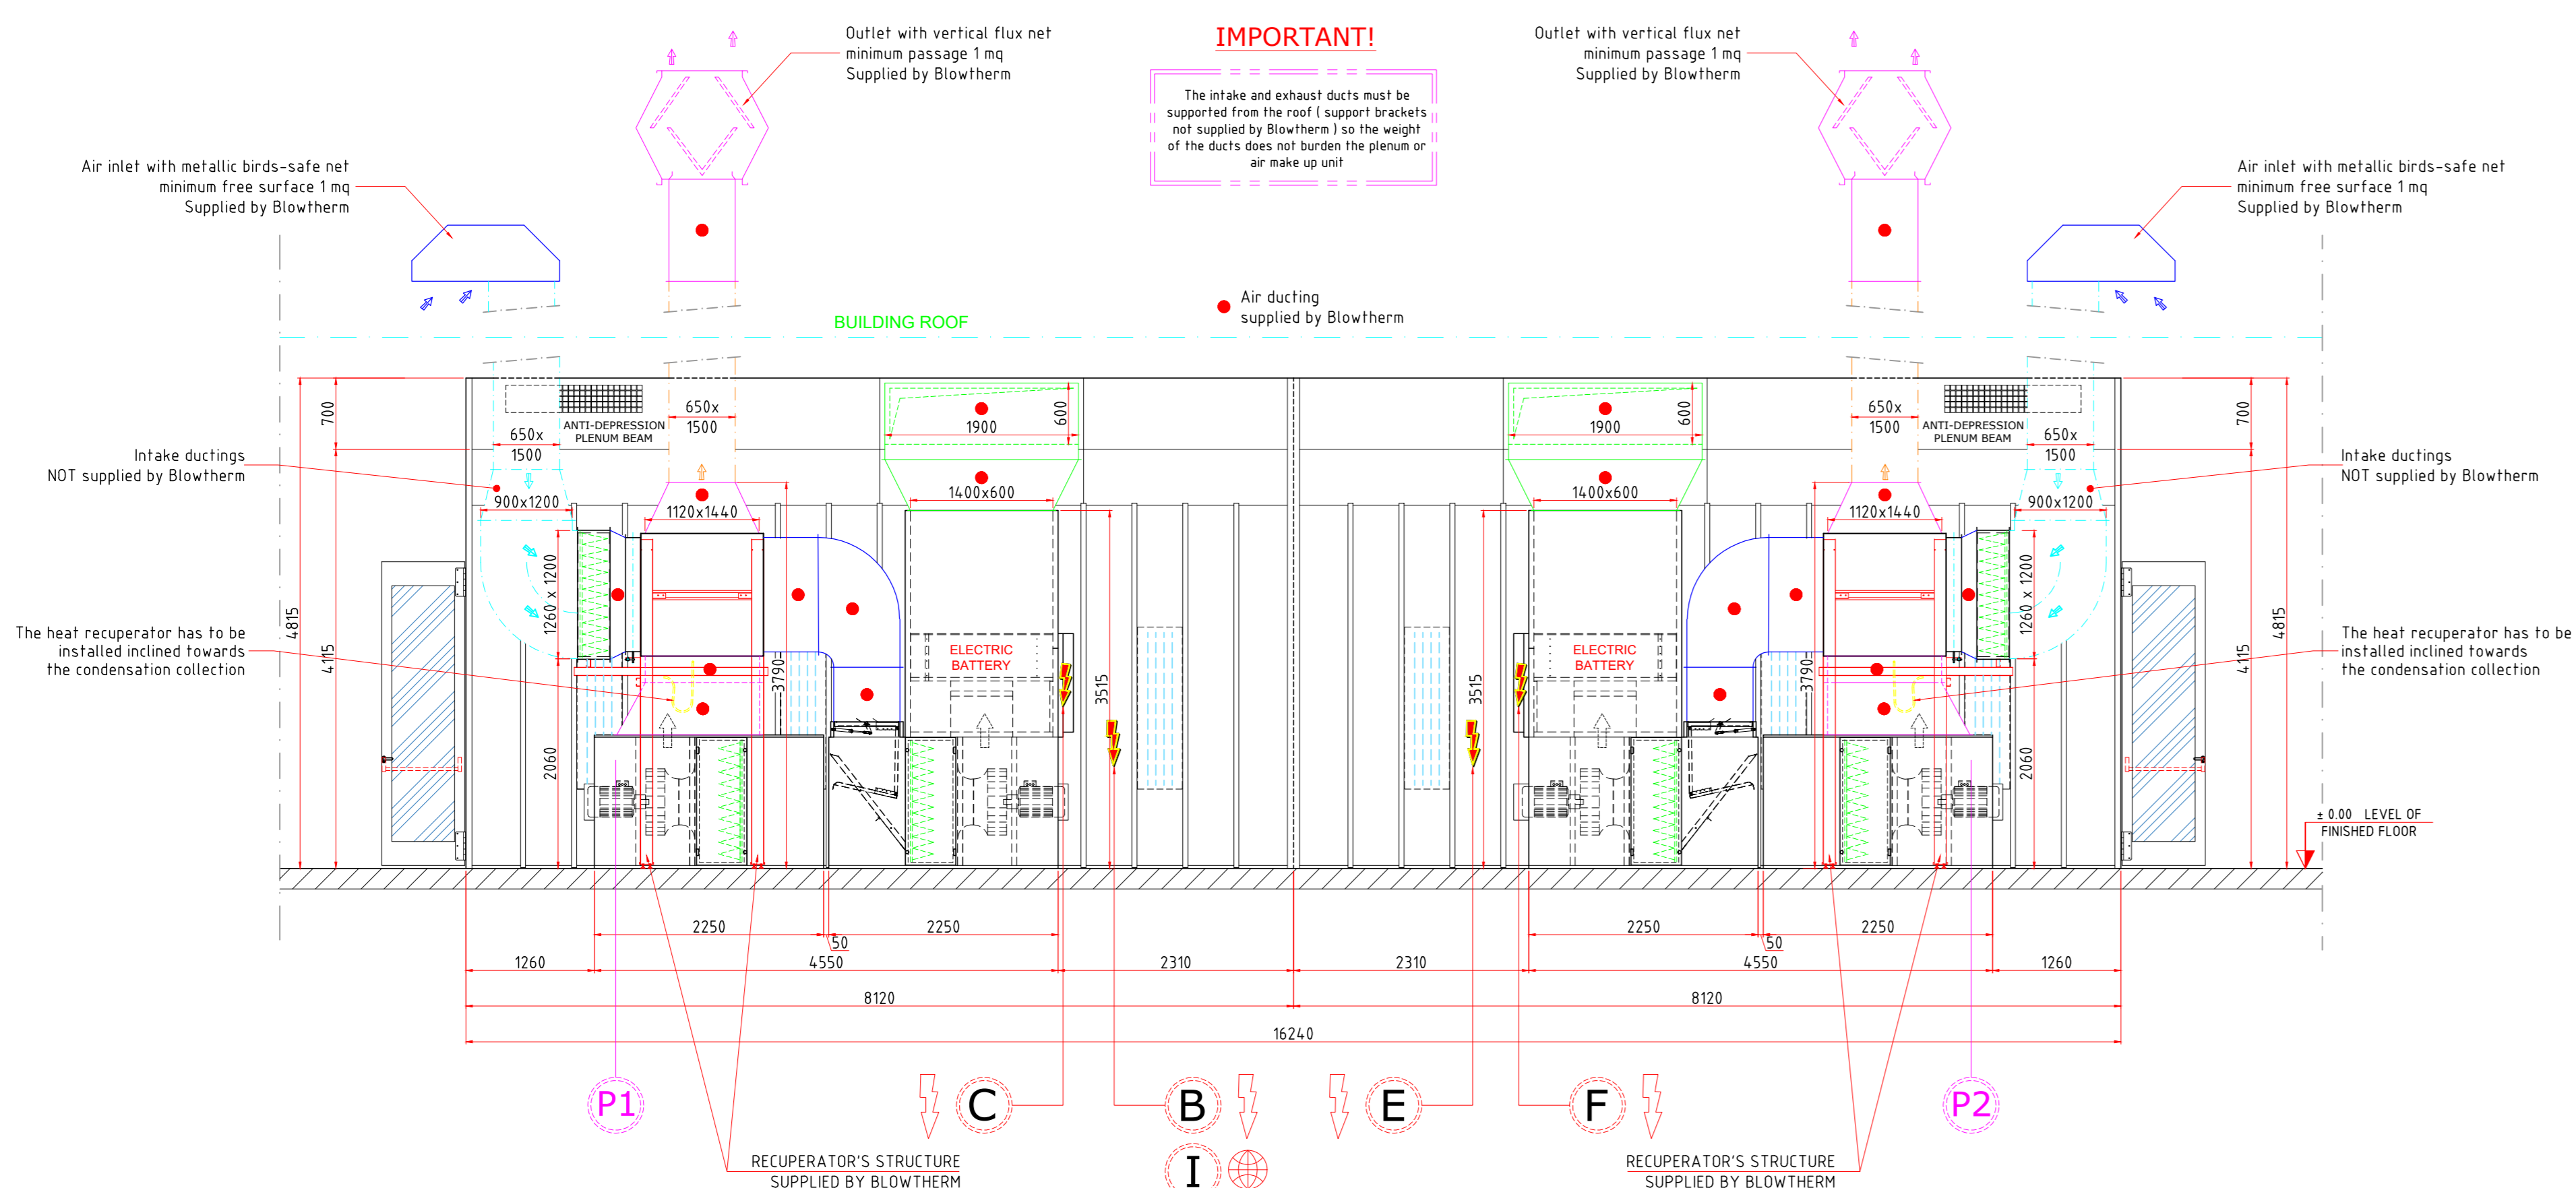 Outlet with vertical flux net
minimum passage 1 mq
Supplied by Blowtherm
IMPORTANT!
The intake and exhaust ducts must be
supported from the roof ( support brackets
not supplied by Blowtherm ) so the weight
of the ducts does not burden the plenum or
air make up unit
Outlet with vertical flux net
minimum passage 1 mq
Supplied by Blowtherm
Air inlet with metallic birds-safe net
minimum free surface 1 mq
Supplied by Blowtherm
Air inlet with metallic birds-safe net
minimum free surface 1 mq
Supplied by Blowtherm
Air ducting
supplied by Blowtherm
BUILDING ROOF
700
650x
1500
ANTI-DEPRESSION
PLENUM BEAM
650x
1500
1900
600
1900
600
650x
1500
ANTI-DEPRESSION
PLENUM BEAM
650x
1500
700
Intake ductings
NOT supplied by Blowtherm
900x1200
1120x1440
1400x600
1400x600
1120x1440
900x1200
Intake ductings
NOT supplied by Blowtherm
4815
4115
1260 x 1200
1260 x 1200
4115
4815
The heat recuperator has to be
installed inclined towards
the condensation collection
3790
ELECTRIC
BATTERY
3515
3515
ELECTRIC
BATTERY
3790
The heat recuperator has to be
installed inclined towards
the condensation collection
2060
2060
± 0.00 LEVEL OF
FINISHED FLOOR
2250
50
2250
2250
50
2250
1260
4550
2310
2310
4550
1260
8120
8120
16240
P1
C
B
E
F
P2
I
RECUPERATOR'S STRUCTURE
SUPPLIED BY BLOWTHERM
RECUPERATOR'S STRUCTURE
SUPPLIED BY BLOWTHERM